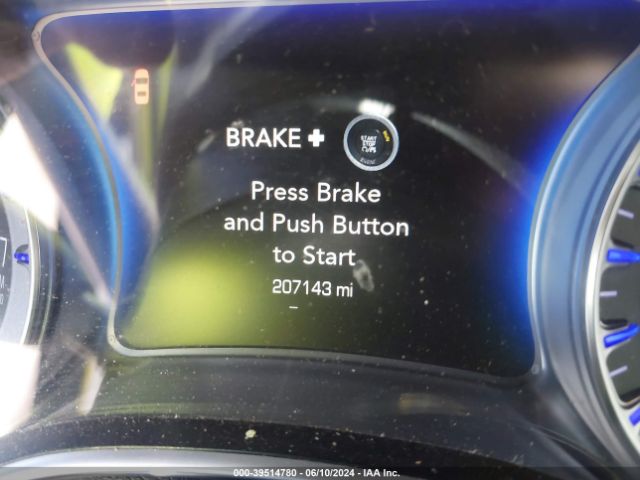 BRAKE +
START
STOP
Press Brake
and Push Button
to Start
207143 mi
000-39514780 - 06/10/2024 - IAA Inc.